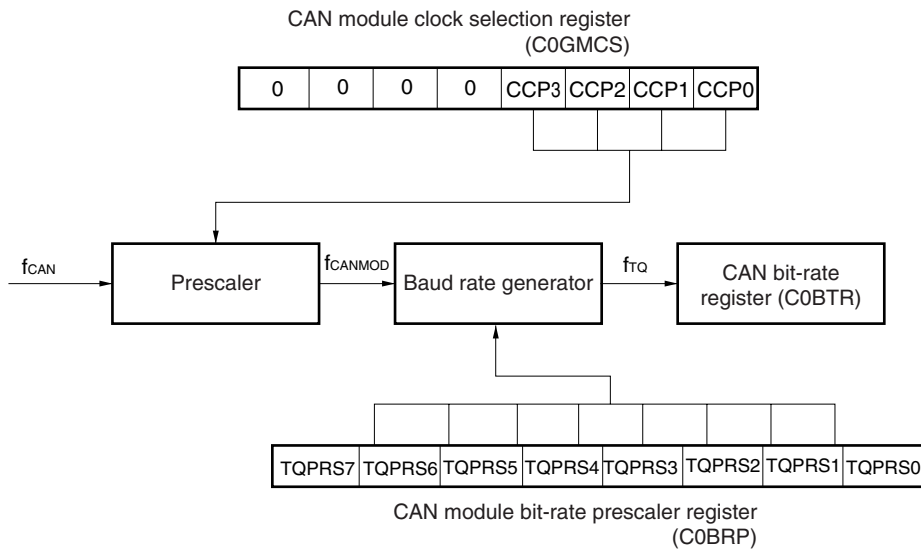 CAN module clock selection register
(C0GMCS)
0 0 0 0 CCP3 CCP2 CCP1 CCP0
fCAN Prescaler fCANMOD Baud rate generator fTQ CAN bit-rate
register (C0BTR)
TQPRS7 TQPRS6 TQPRS5 TQPRS4 TQPRS3 TQPRS2 TQPRS1 TQPRS0
CAN module bit-rate prescaler register
(C0BRP)